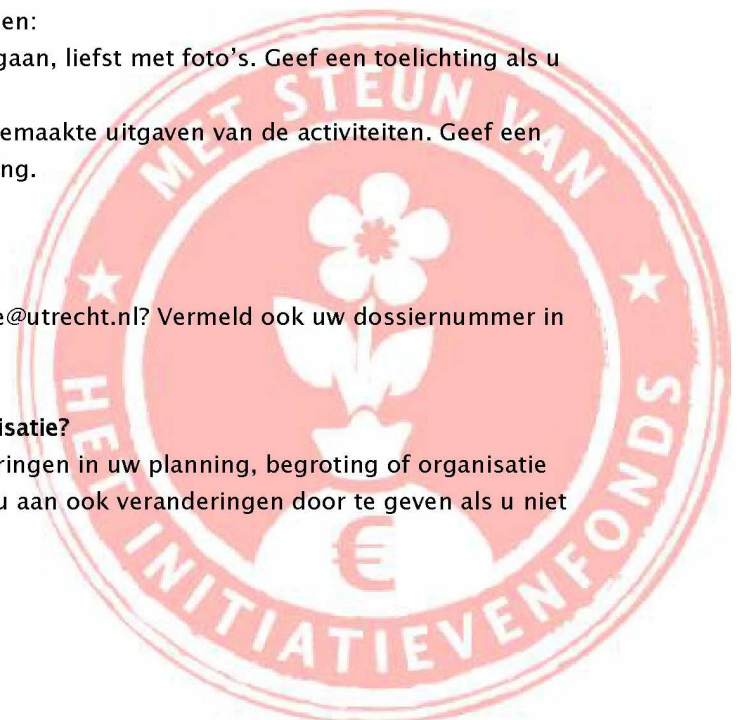 en:
gaan, liefst met foto's. Geef een toelichting als u
emaakte uitgaven van de activiteiten. Geef een
ng.
e@utrecht.nl? Vermeld ook uw dossiernummer in
isatie?
ringen in uw planning, begroting of organisatie
u aan ook veranderingen door te geven als u niet
MET STEUN VAN
HET INITIATIEVENFONDS
€